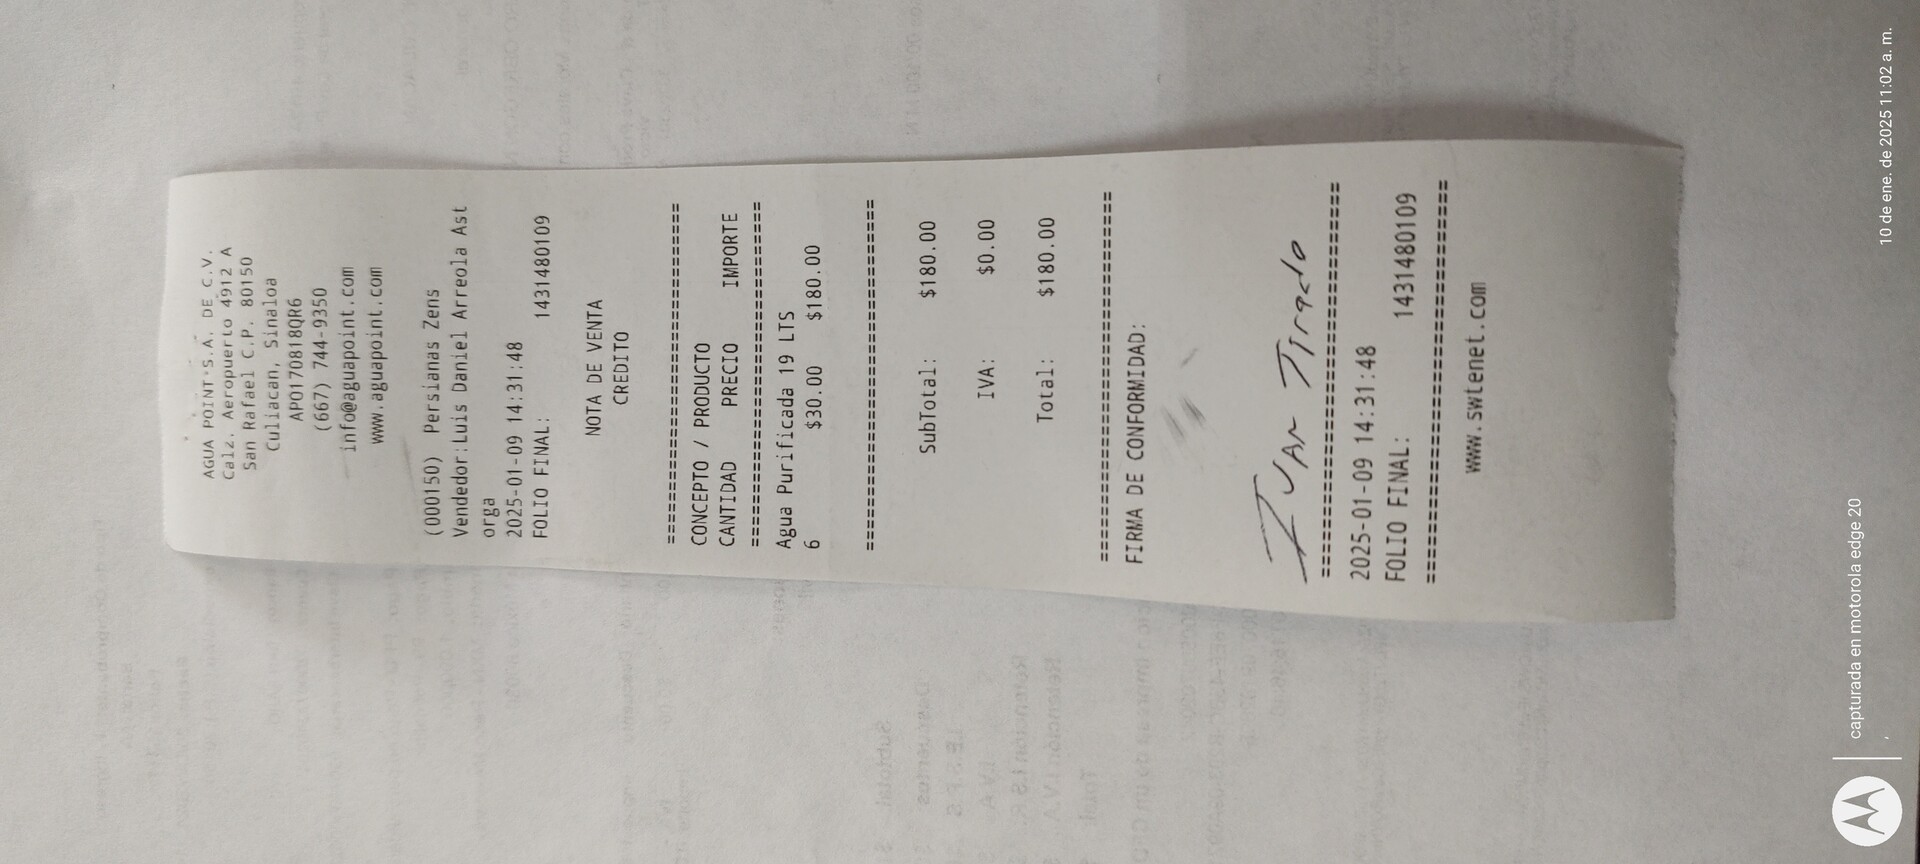 AGUA POINT S.A. DE C.V.
Calz. Aeropuerto 4912 A
San Rafael C.P. 80150
Culiacan, Sinaloa
APO170818QR6
(667) 744-9350
info@aguapoint.com
www.aguapoint.com
(000150) Persianas Zens
Vendedor:Luis Daniel Arreola Ast
orga
2025-01-09 14:31:48
FOLIO FINAL: 1431480109
NOTA DE VENTA
CREDITO
================================
CONCEPTO / PRODUCTO
CANTIDAD PRECIO IMPORTE
================================
Agua Purificada 19 LTS
6 $30.00 $180.00
================================
SubTotal: $180.00
IVA: $0.00
Total: $180.00
================================
FIRMA DE CONFORMIDAD:
IVAN Tirado
================================
2025-01-09 14:31:48
FOLIO FINAL: 1431480109
================================
www.swtenet.com
capturada en motorola edge 20
10 de ene. de 2025 11:02 a. m.